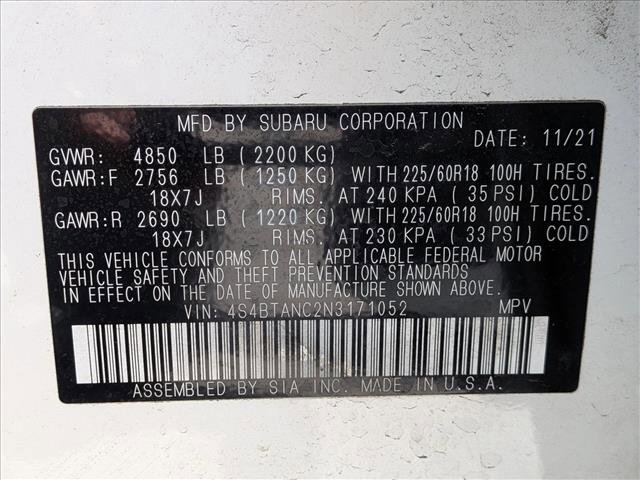 MFD BY SUBARU CORPORATION
DATE: 11/21
GVWR: 4850 LB ( 2200 KG)
GAWR:F 2756 LB ( 1250 KG) WITH 225/60R18 100H TIRES.
18X7J RIMS. AT 240 KPA ( 35 PSI) COLD
GAWR:R 2690 LB ( 1220 KG) WITH 225/60R18 100H TIRES.
18X7J RIMS. AT 230 KPA ( 33 PSI) COLD
THIS VEHICLE CONFORMS TO ALL APPLICABLE FEDERAL MOTOR
VEHICLE SAFETY AND THEFT PREVENTION STANDARDS
IN EFFECT ON THE DATE OF MANUFACTURE SHOWN ABOVE.
VIN: 4S4BTANC2N3171052 MPV
ASSEMBLED BY SIA INC. MADE IN U.S.A.